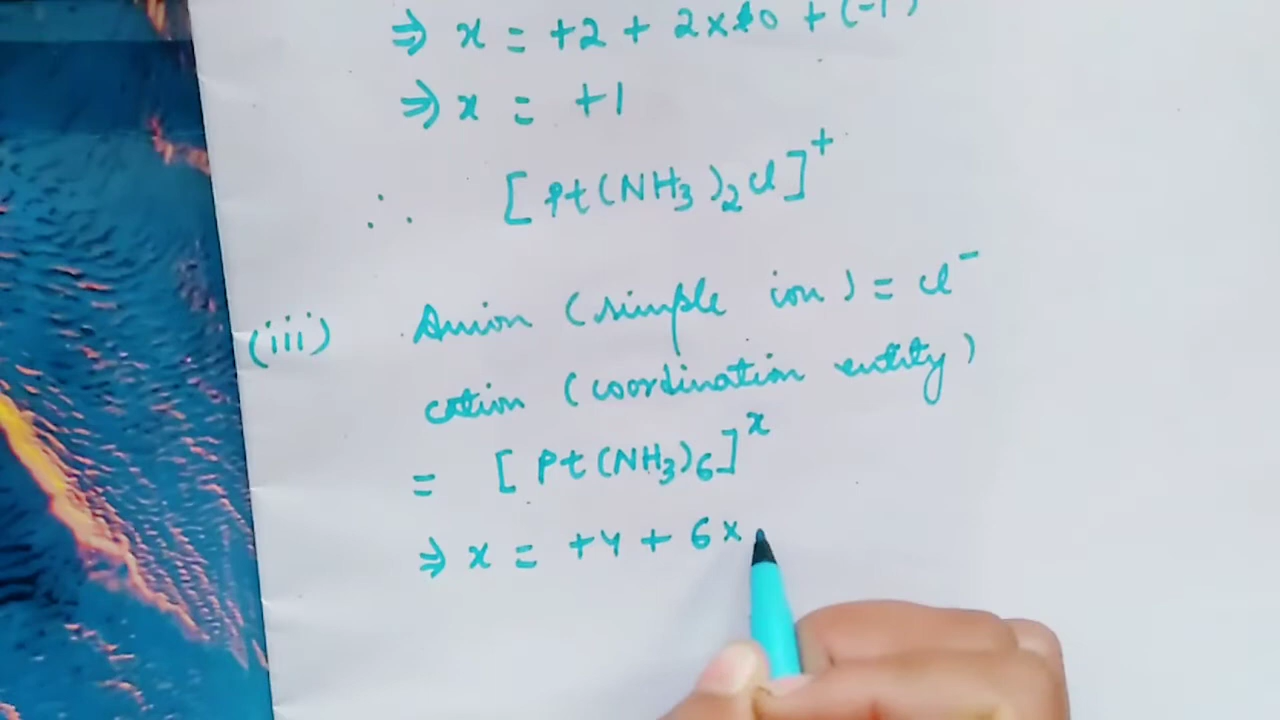 ⇒ x = +2 + 2×0 + (-1)
⇒ x = +1
∴ [Pt(NH3)2Cl]+
(iii) Anion (simple ion) = Cl-
cation (coordination entity)
= [Pt(NH3)6]x
⇒ x = +4 + 6×